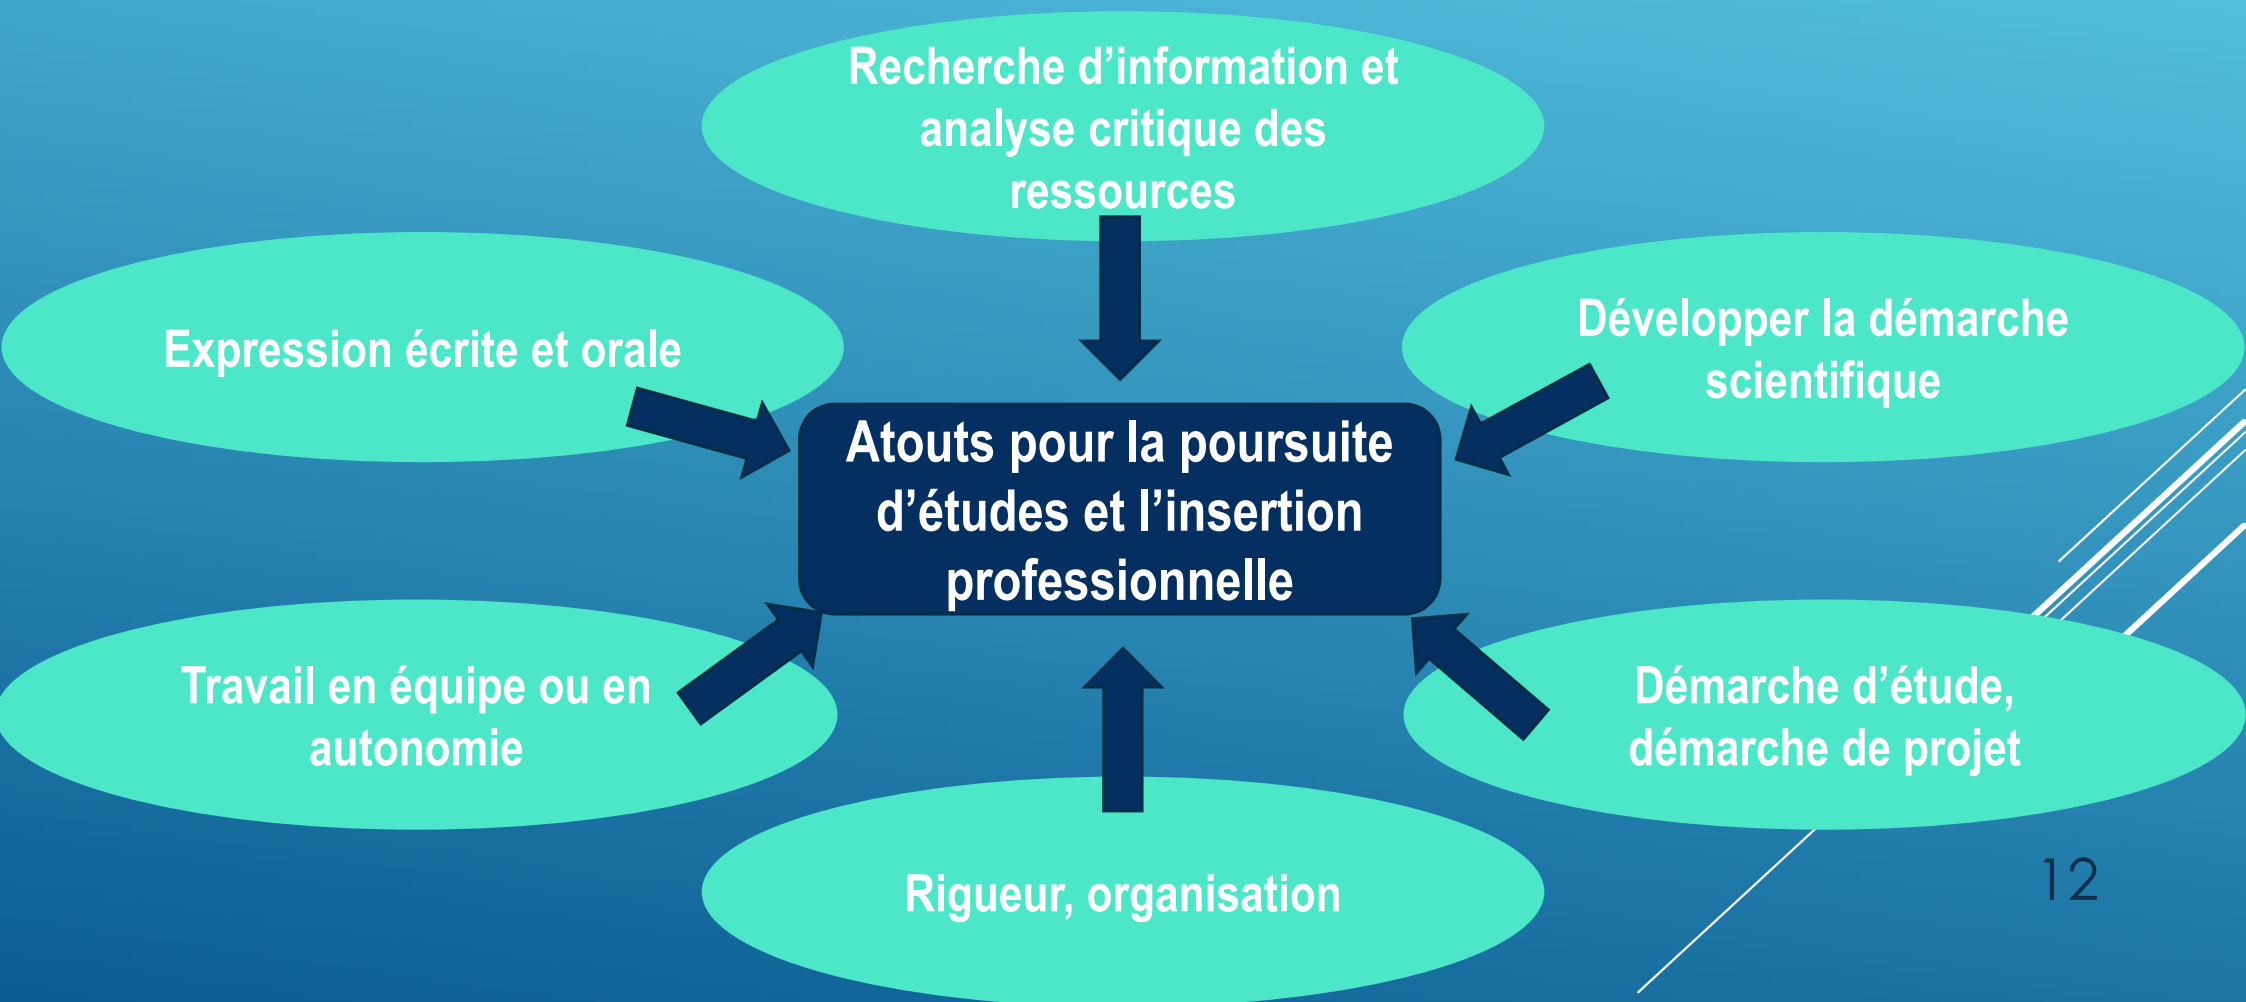 Recherche d’information et
analyse critique des
ressources
Expression écrite et orale
Développer la démarche
scientifique
Atouts pour la poursuite
d’études et l’insertion
professionnelle
Travail en équipe ou en
autonomie
Démarche d’étude,
démarche de projet
Rigueur, organisation
12